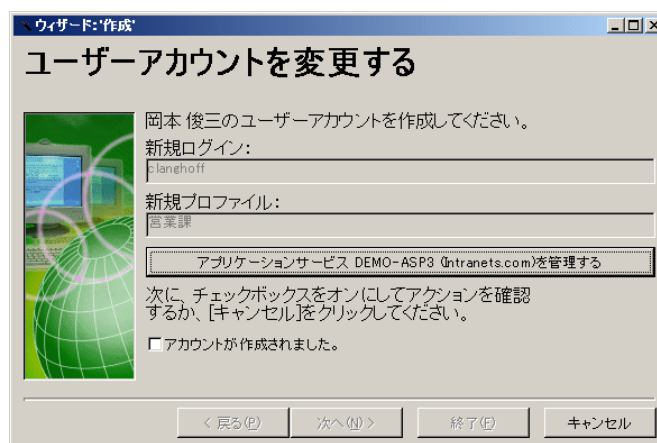 ウィザード:'作成'
ユーザーアカウントを変更する
岡本 俊三のユーザーアカウントを作成してください。
新規ログイン:
clanghoff
新規プロファイル:
営業課
アプリケーションサービス DEMO-ASP3 (Intranets.com)を管理する
次に、チェックボックスをオンにしてアクションを確認
するか、[キャンセル]をクリックしてください。
アカウントが作成されました。
< 戻る(P)
次へ(N) >
終了(F)
キャンセル